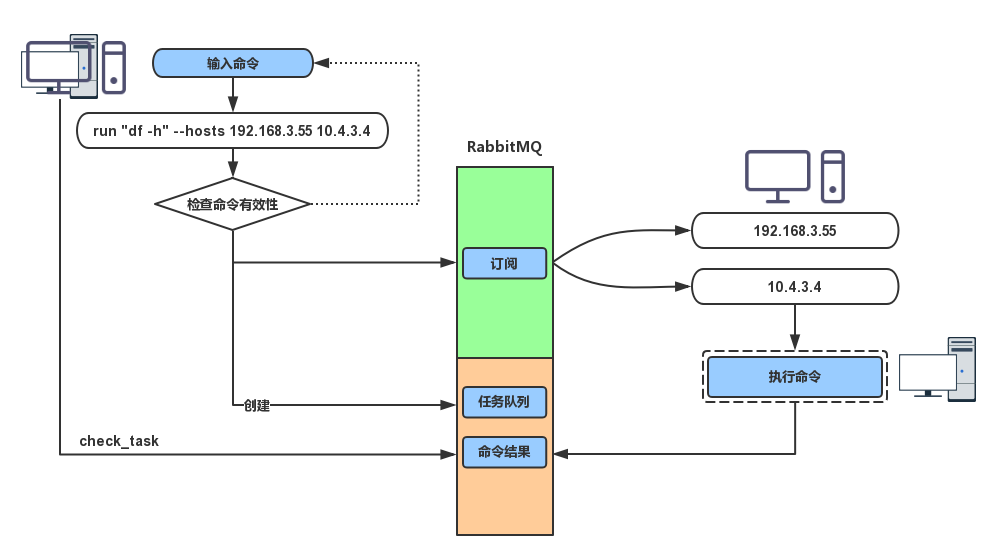 输入命令
run "df -h" --hosts 192.168.3.55 10.4.3.4
检查命令有效性
RabbitMQ
订阅
192.168.3.55
10.4.3.4
执行命令
创建
任务队列
check_task
命令结果